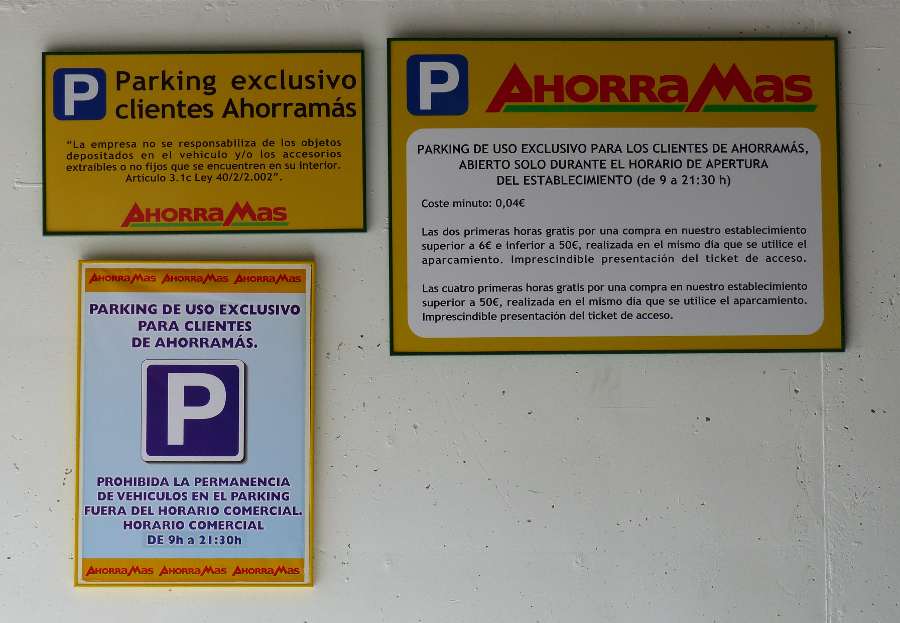 P
Parking exclusivo
clientes Ahorramás
"La empresa no se responsabiliza de los objetos
depositados en el vehículo y/o los accesorios
extraíbles o no fijos que se encuentren en su interior.
Artículo 3.1c Ley 40/2/2.002".
AHORRAMAS
P
AHORRAMAS
PARKING DE USO EXCLUSIVO PARA LOS CLIENTES DE AHORRAMÁS,
ABIERTO SOLO DURANTE EL HORARIO DE APERTURA
DEL ESTABLECIMIENTO (de 9 a 21:30 h)
Coste minuto: 0,04€
Las dos primeras horas gratis por una compra en nuestro establecimiento
superior a 6€ e inferior a 50€, realizada en el mismo día que se utilice el
aparcamiento. Imprescindible presentación del ticket de acceso.
Las cuatro primeras horas gratis por una compra en nuestro establecimiento
superior a 50€, realizada en el mismo día que se utilice el aparcamiento.
Imprescindible presentación del ticket de acceso.
AHORRAMAS AHORRAMAS AHORRAMAS
PARKING DE USO EXCLUSIVO
PARA CLIENTES
DE AHORRAMÁS.
P
PROHIBIDA LA PERMANENCIA
DE VEHICULOS EN EL PARKING
FUERA DEL HORARIO COMERCIAL.
HORARIO COMERCIAL
DE 9h a 21:30h
AHORRAMAS AHORRAMAS AHORRAMAS